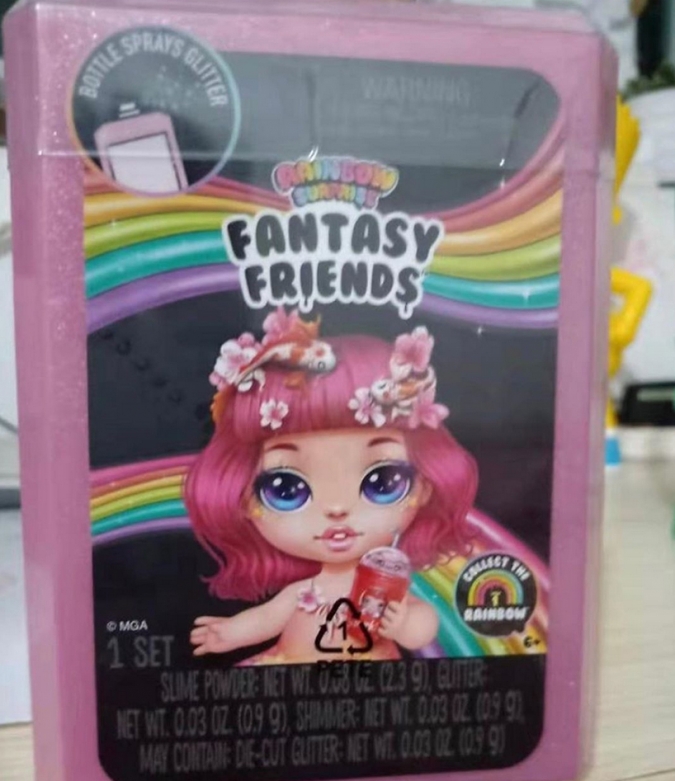 BOTTLE SPRAYS GLITTER
WARNING
RAINBOW
SURPRISE
FANTASY
FRIENDS
COLLECT THE
RAINBOW
© MGA
6+
1 SET
1
SLIME POWDER: NET WT. 0.08 OZ. (2.3 g), GLITTER:
NET WT. 0.03 OZ. (0.9 g), SHIMMER: NET WT. 0.03 OZ. (0.9 g),
MAY CONTAIN: DIE-CUT GLITTER: NET WT. 0.03 OZ. (0.9 g)